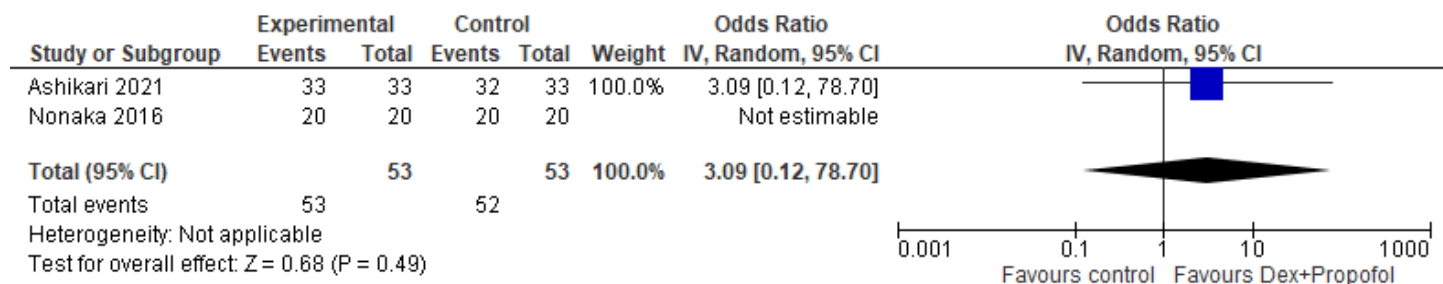 Experimental Control Odds Ratio Odds Ratio
Study or Subgroup Events Total Events Total Weight IV, Random, 95% CI IV, Random, 95% CI
Ashikari 2021 33 33 32 33 100.0% 3.09 [0.12, 78.70]
Nonaka 2016 20 20 20 20 Not estimable
Total (95% CI) 53 53 100.0% 3.09 [0.12, 78.70]
Total events 53 52
Heterogeneity: Not applicable
Test for overall effect: Z = 0.68 (P = 0.49)
0.001 0.1 1 10 1000
Favours control Favours Dex+Propofol